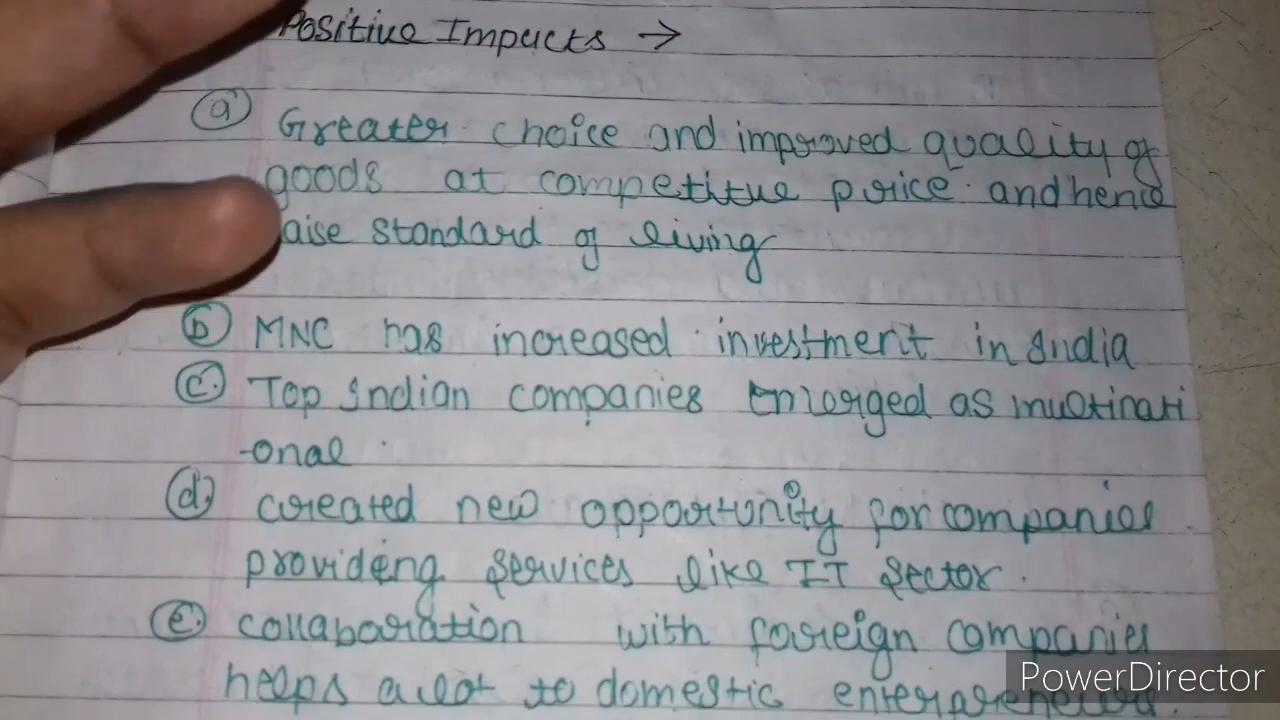 Positive Impacts →
(a) Greater choice and improved quality of
goods at competitive price and hence
raise standard of living
(b) MNC has increased investment in India
(c) Top Indian companies Emerged as multinati
-onal
(d) created new opportunity for companies
providing services like IT sector.
(e) collaboration with foreign companies
helps a lot to domestic enterpreneurs.
PowerDirector